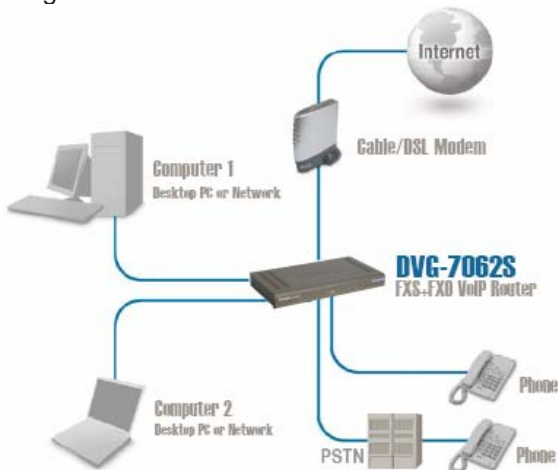 Internet
Cable/DSL Modem
Computer 1
Desktop PC or Network
DVG-7062S
FXS+FXO VoIP Router
Computer 2
Desktop PC or Network
Phone
PSTN
Phone